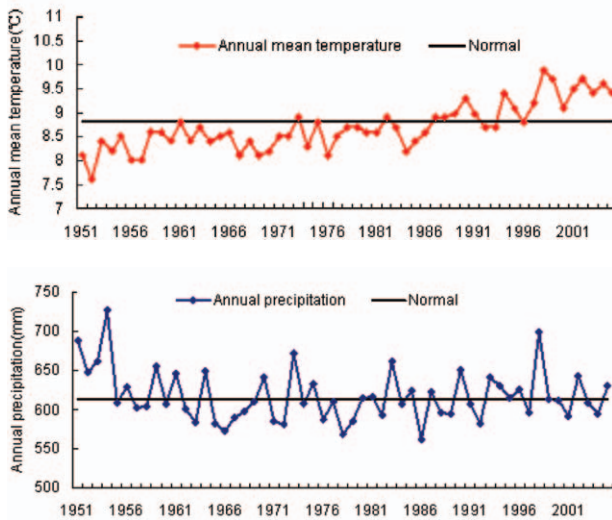 Annual mean temperature(℃)
11
10.5
10
9.5
9
8.5
8
7.5
7
Annual mean temperature
Normal
1951 1956 1961 1966 1971 1976 1981 1986 1991 1996 2001
Annual precipitation(mm)
750
700
650
600
550
500
Annual precipitation
Normal
1951 1956 1961 1966 1971 1976 1981 1986 1991 1996 2001